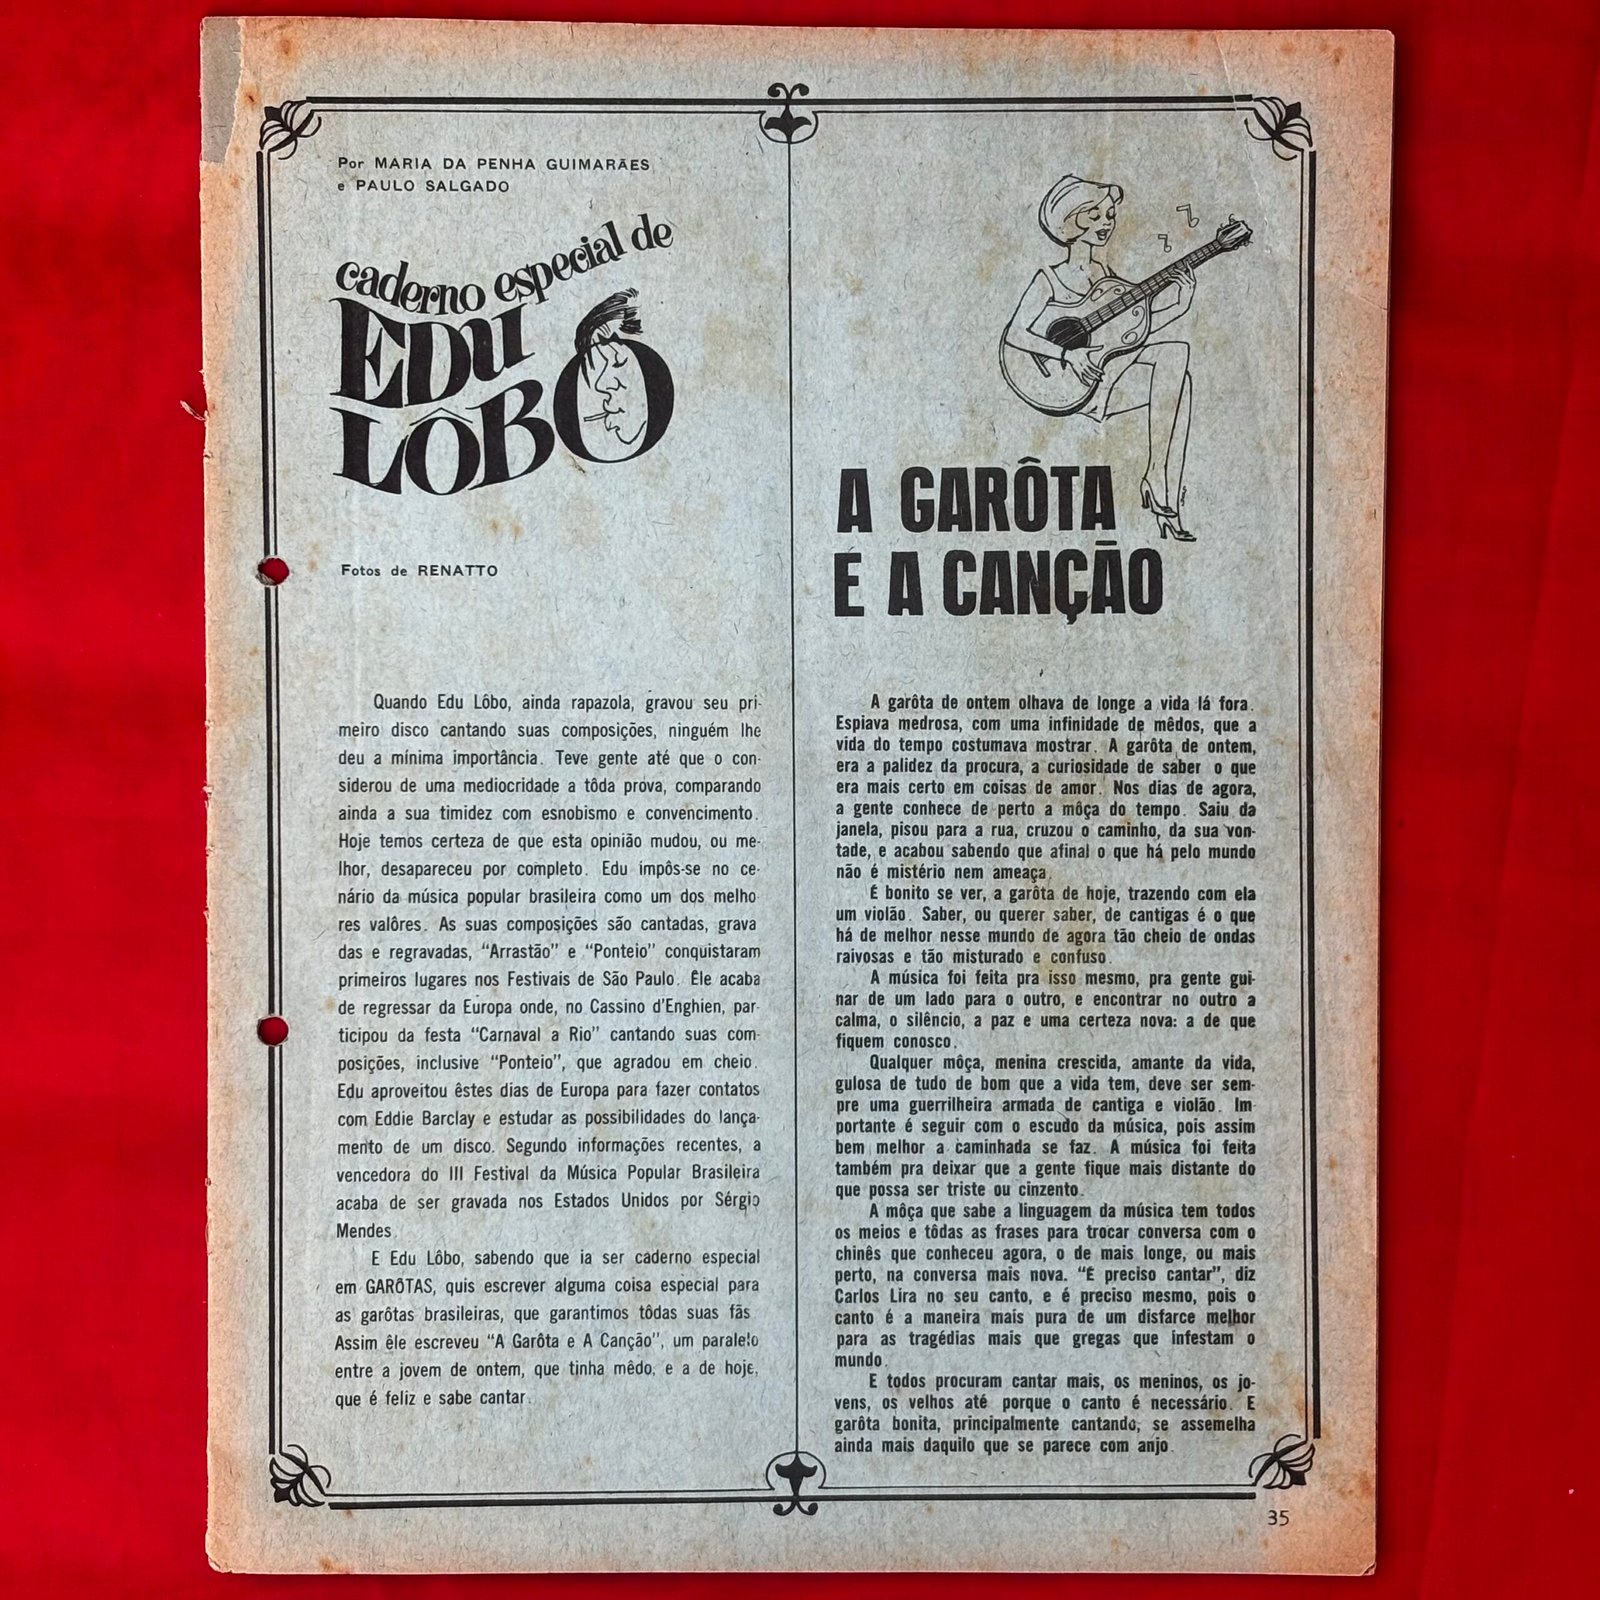 Por MARIA DA PENHA GUIMARÃES
e PAULO SALGADO
caderno especial de
EDU
LÔBO
Fotos de RENATTO
Quando Edu Lôbo, ainda rapazola, gravou seu pri-
meiro disco cantando suas composições, ninguém lhe
deu a mínima importância. Teve gente até que o con-
siderou de uma mediocridade a tôda prova, comparando
ainda a sua timidez com esnobismo e convencimento.
Hoje temos certeza de que esta opinião mudou, ou me-
lhor, desapareceu por completo. Edu impôs-se no ce-
nário da música popular brasileira como um dos melho
res valôres. As suas composições são cantadas, grava
das e regravadas, “Arrastão” e “Ponteio” conquistaram
primeiros lugares nos Festivais de São Paulo. Êle acaba
de regressar da Europa onde, no Cassino d’Enghien, par-
ticipou da festa “Carnaval a Rio” cantando suas com-
posições, inclusive “Ponteio”, que agradou em cheio.
Edu aproveitou êstes dias de Europa para fazer contatos
com Eddie Barclay e estudar as possibilidades do lança-
mento de um disco. Segundo informações recentes, a
vencedora do III Festival da Música Popular Brasileira
acaba de ser gravada nos Estados Unidos por Sérgio
Mendes.
E Edu Lôbo, sabendo que ia ser caderno especial
em GARÔTAS, quis escrever alguma coisa especial para
as garôtas brasileiras, que garantimos tôdas suas fãs
Assim êle escreveu “A Garôta e A Canção”, um paralelo
entre a jovem de ontem, que tinha mêdo, e a de hoje,
que é feliz e sabe cantar.
A GARÔTA
E A CANÇÃO
A garôta de ontem olhava de longe a vida lá fora.
Espiava medrosa, com uma infinidade de mêdos, que a
vida do tempo costumava mostrar. A garôta de ontem,
era a palidez da procura, a curiosidade de saber o que
era mais certo em coisas de amor. Nos dias de agora,
a gente conhece de perto a môça do tempo. Saiu da
janela, pisou para a rua, cruzou o caminho, da sua von-
tade, e acabou sabendo que afinal o que há pelo mundo
não é mistério nem ameaça.
É bonito se ver, a garôta de hoje, trazendo com ela
um violão. Saber, ou querer saber, de cantigas é o que
há de melhor nesse mundo de agora tão cheio de ondas
raivosas e tão misturado e confuso.
A música foi feita pra isso mesmo, pra gente gui-
nar de um lado para o outro, e encontrar no outro a
calma, o silêncio, a paz e uma certeza nova: a de que
fiquem conosco.
Qualquer môça, menina crescida, amante da vida,
gulosa de tudo de bom que a vida tem, deve ser sem-
pre uma guerrilheira armada de cantiga e violão. Im-
portante é seguir com o escudo da música, pois assim
bem melhor a caminhada se faz. A música foi feita
também pra deixar que a gente fique mais distante do
que possa ser triste ou cinzento.
A môça que sabe a linguagem da música tem todos
os meios e tôdas as frases para trocar conversa com o
chinês que conheceu agora, o de mais longe, ou mais
perto, na conversa mais nova. “É preciso cantar”, diz
Carlos Lira no seu canto, e é preciso mesmo, pois o
canto é a maneira mais pura de um disfarce melhor
para as tragédias mais que gregas que infestam o
mundo.
E todos procuram cantar mais, os meninos, os jo-
vens, os velhos até porque o canto é necessário. E
garôta bonita, principalmente cantando, se assemelha
ainda mais daquilo que se parece com anjo.
35